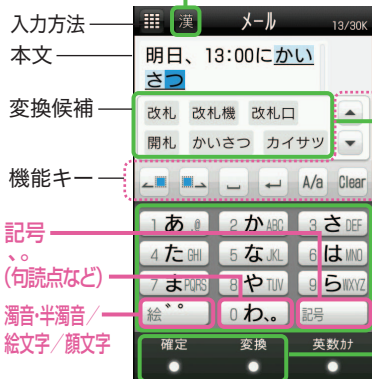 入力方法
漢 メール 13/30K
本文
明日、13:00にかい
さつ
変換候補
改札 改札機 改札口
開札 かいさつ カイサツ
機能キー
A/a Clear
1 あ .@ 2 か ABC 3 さ DEF
4 た GHI 5 な JKL 6 は MNO
7 ま PQRS 8 や TUV 9 ら WXYZ
絵 ゛゜ 0 わ、。 記号
記号
、。
(句読点など)
濁音・半濁音/
絵文字/顔文字
確定 変換 英数カナ